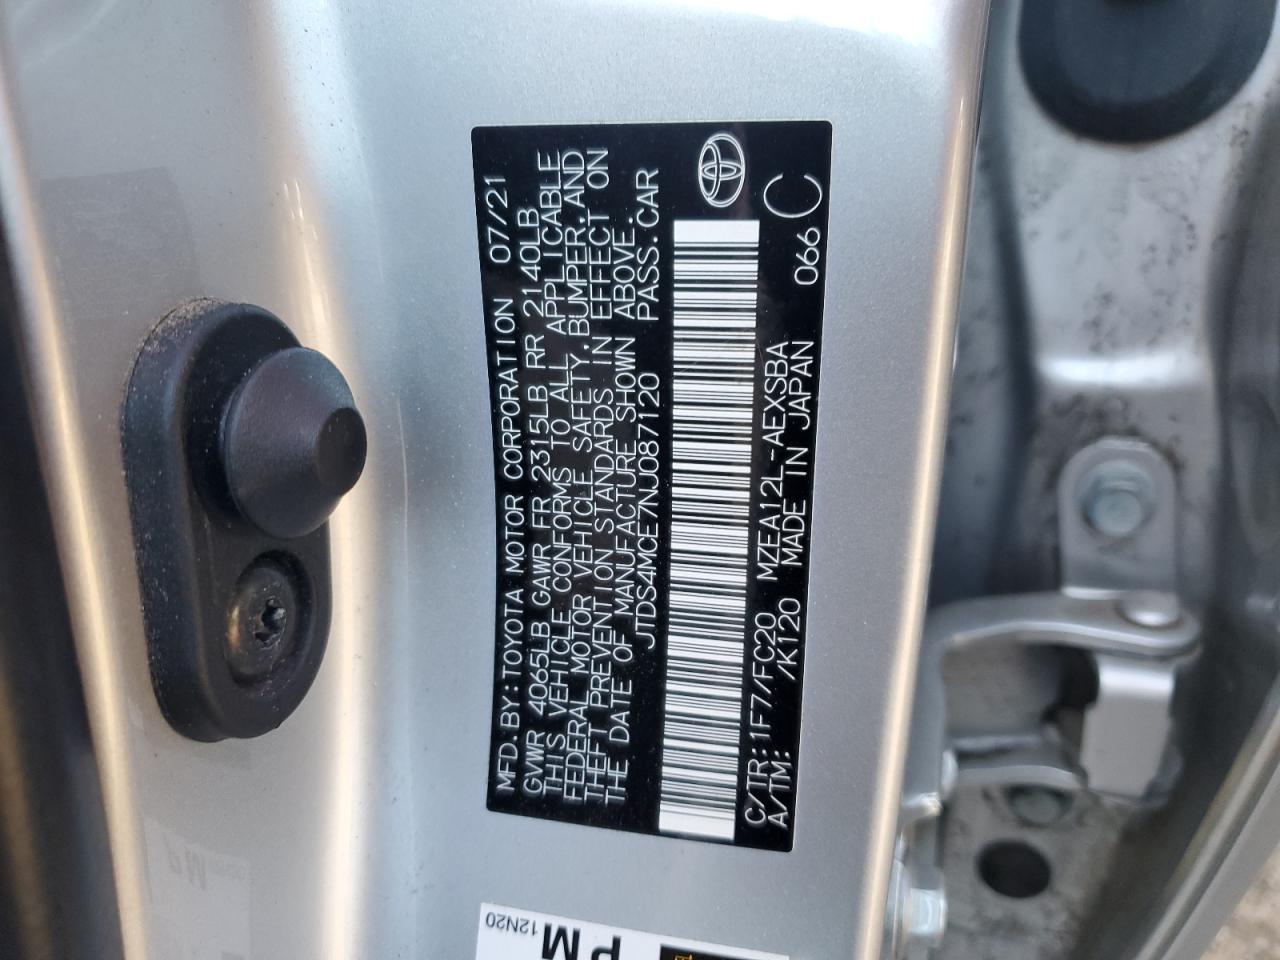 MFD.BY:TOYOTA MOTOR CORPORATION 07/21
GVWR 4065LB GAWR FR 2315LB RR 2140LB
THIS VEHICLE CONFORMS TO ALL APPLICABLE
FEDERAL MOTOR VEHICLE SAFETY,BUMPER,AND
THEFT PREVENTION STANDARDS IN EFFECT ON
THE DATE OF MANUFACTURE SHOWN ABOVE.
JTDS4MCE7NJ087120 PASS.CAR
C/TR:1F7/FC20 MZEA12L-AEXSBA 066 C
A/TM: /K120 MADE IN JAPAN
12N20
PM